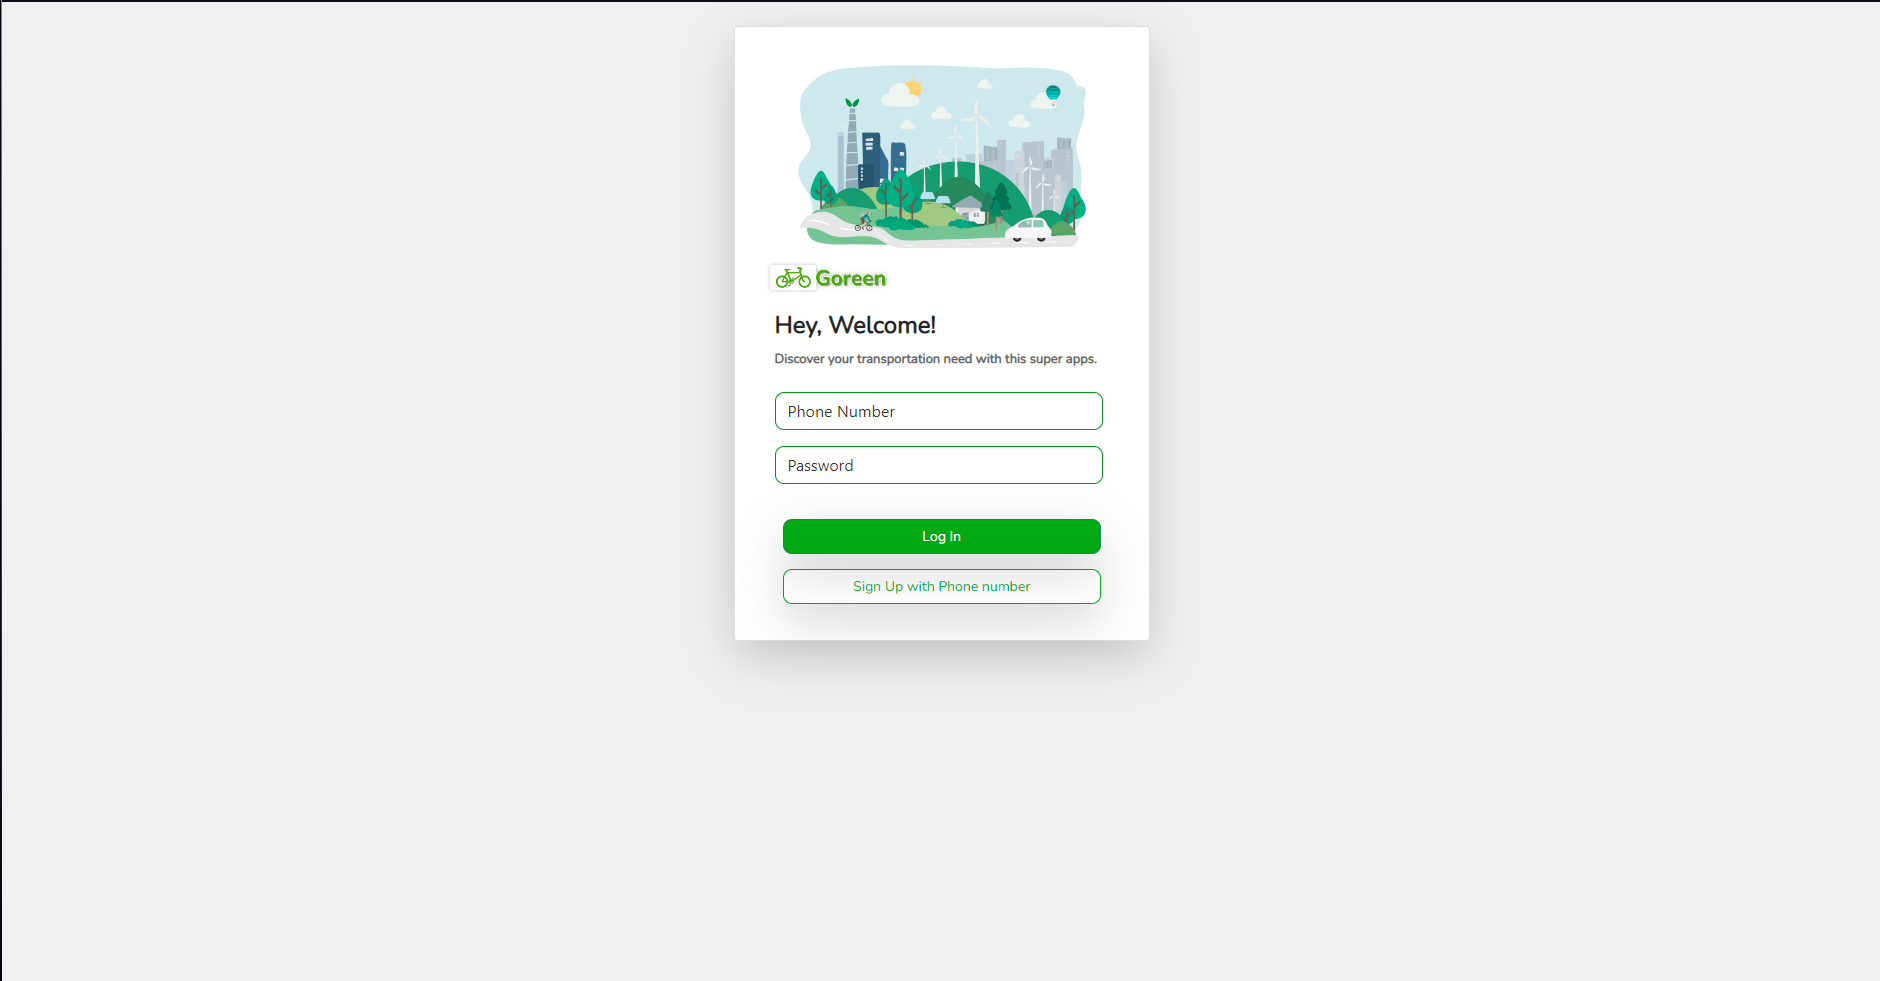 Goreen
Hey, Welcome!
Discover your transportation need with this super apps.
Phone Number
Password
Log In
Sign Up with Phone number